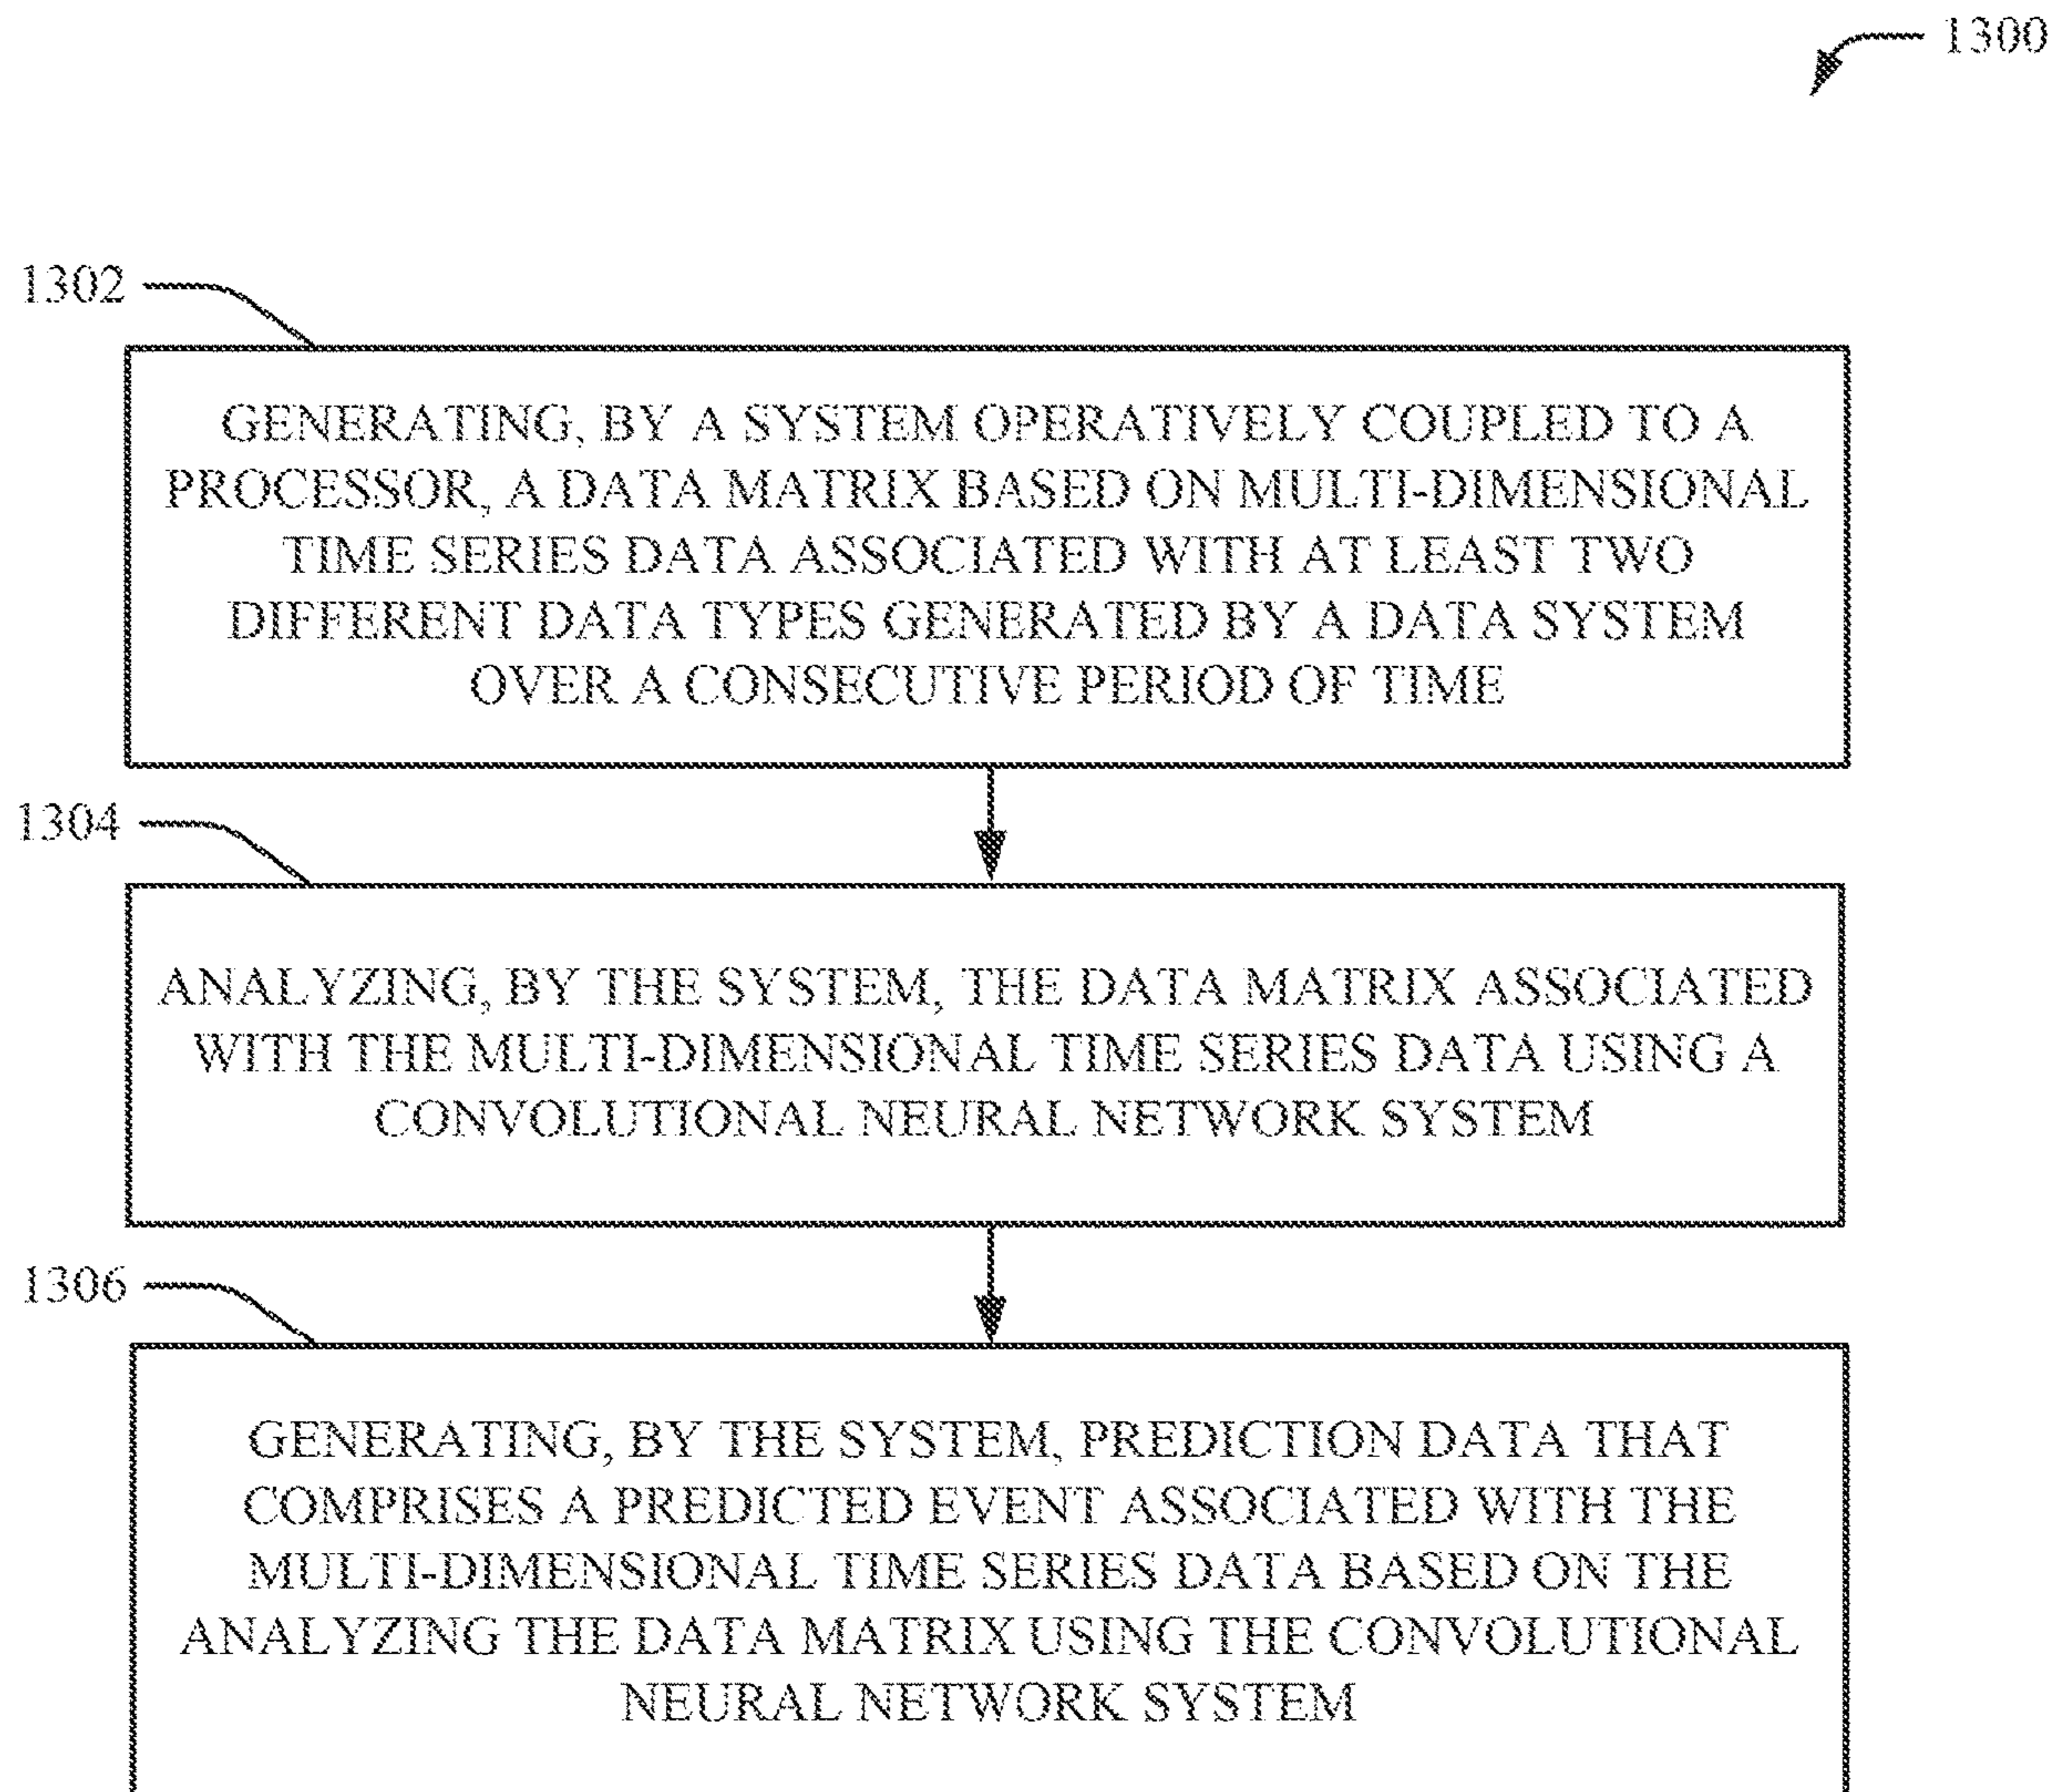 1300
1302
GENERATING, BY A SYSTEM OPERATIVELY COUPLED TO A
PROCESSOR, A DATA MATRIX BASED ON MULTI-DIMENSIONAL
TIME SERIES DATA ASSOCIATED WITH AT LEAST TWO
DIFFERENT DATA TYPES GENERATED BY A DATA SYSTEM
OVER A CONSECUTIVE PERIOD OF TIME
1304
ANALYZING, BY THE SYSTEM, THE DATA MATRIX ASSOCIATED
WITH THE MULTI-DIMENSIONAL TIME SERIES DATA USING A
CONVOLUTIONAL NEURAL NETWORK SYSTEM
1306
GENERATING, BY THE SYSTEM, PREDICTION DATA THAT
COMPRISES A PREDICTED EVENT ASSOCIATED WITH THE
MULTI-DIMENSIONAL TIME SERIES DATA BASED ON THE
ANALYZING THE DATA MATRIX USING THE CONVOLUTIONAL
NEURAL NETWORK SYSTEM